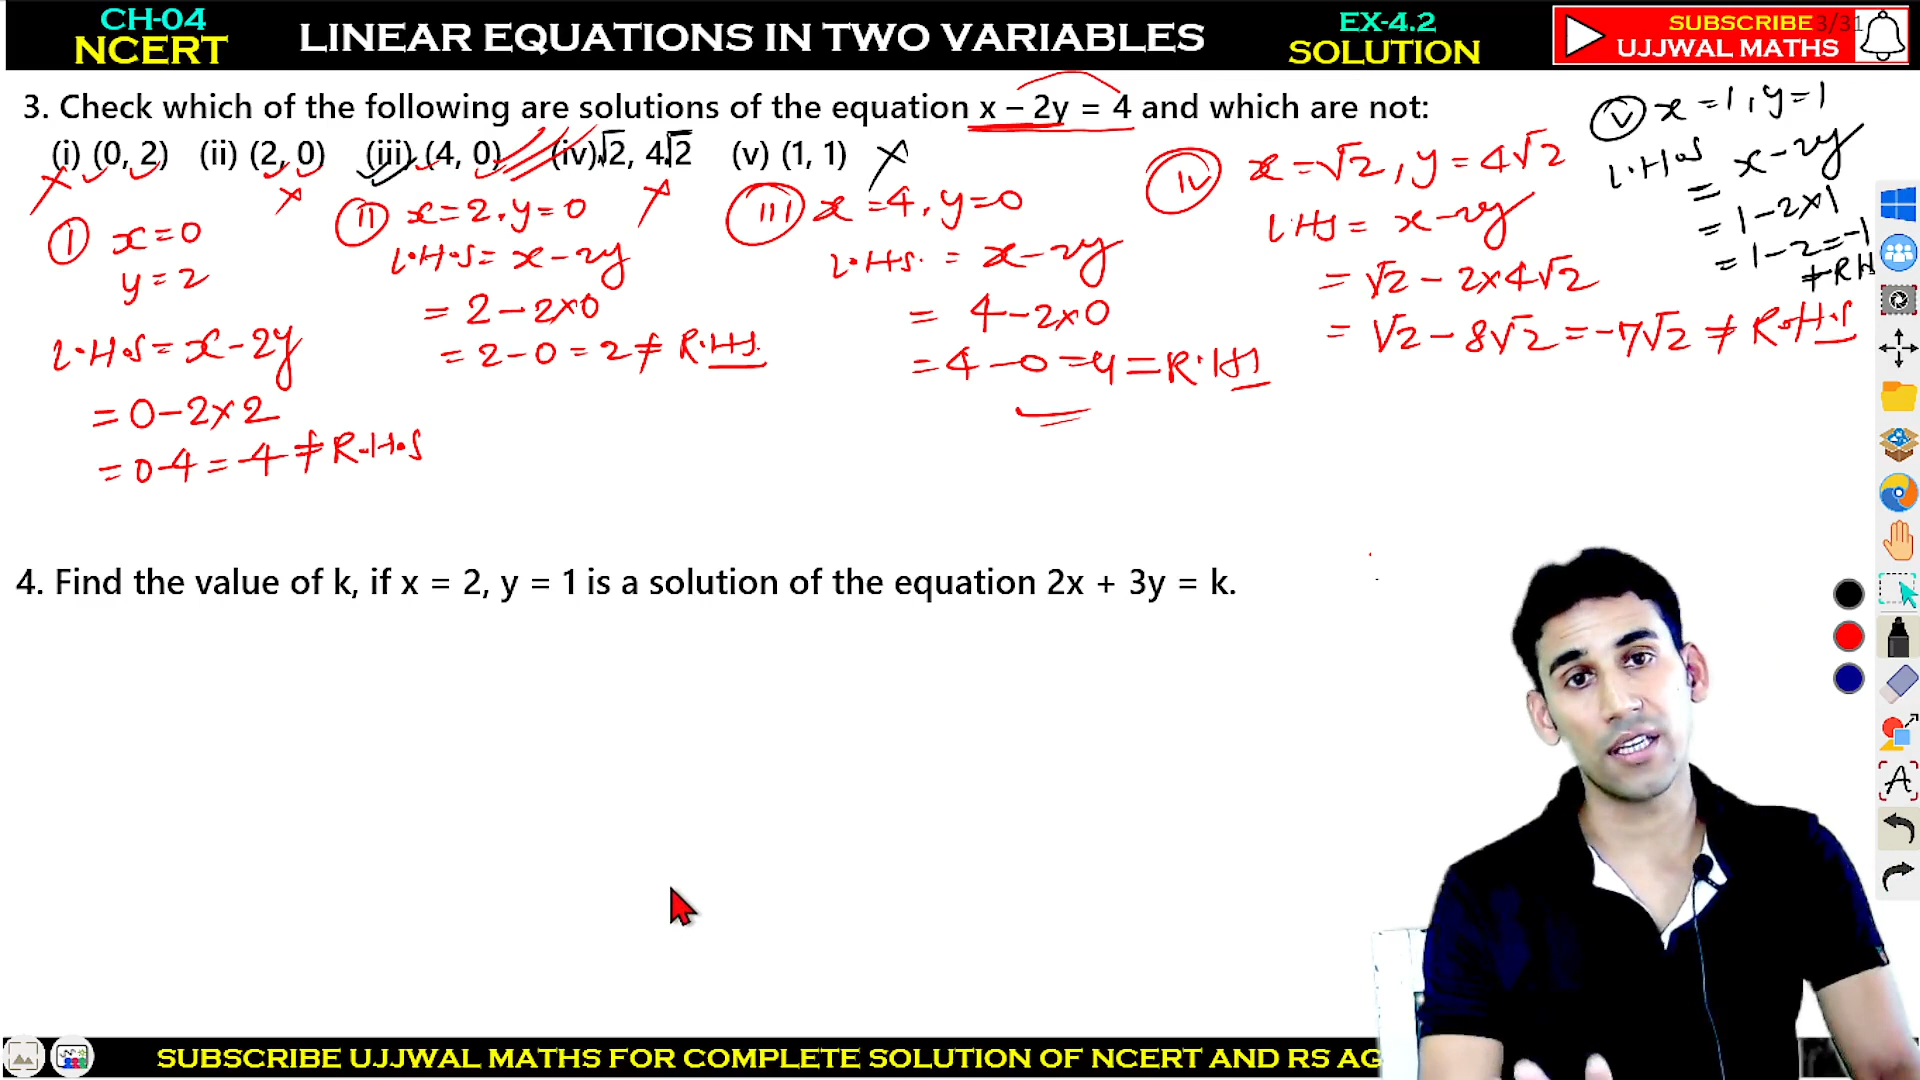 CH-04
NCERT
LINEAR EQUATIONS IN TWO VARIABLES
EX-4.2
SOLUTION
SUBSCRIBE 3/31
UJJWAL MATHS
3. Check which of the following are solutions of the equation x – 2y = 4 and which are not:
(i) (0, 2) (ii) (2, 0) (iii) (4, 0) (iv) √2, 4√2 (v) (1, 1)
(I) x=0
y=2
L.H.S = x-2y
= 0-2×2
= 0-4 = -4 ≠ R.H.S
(II) x=2, y=0
L.H.S = x-2y
= 2-2×0
= 2-0 = 2 ≠ R.H.S.
(III) x=4, y=0
L.H.S. = x-2y
= 4-2×0
= 4-0 = 4 = R.H.S
(IV) x=√2, y=4√2
LHS = x-2y
= √2 - 2×4√2
= √2 - 8√2 = -7√2 ≠ R.H.S
(V) x=1, y=1
L.H.S
= x-2y
= 1-2×1
= 1-2=-1
≠ RH
4. Find the value of k, if x = 2, y = 1 is a solution of the equation 2x + 3y = k.
SUBSCRIBE UJJWAL MATHS FOR COMPLETE SOLUTION OF NCERT AND RS AG